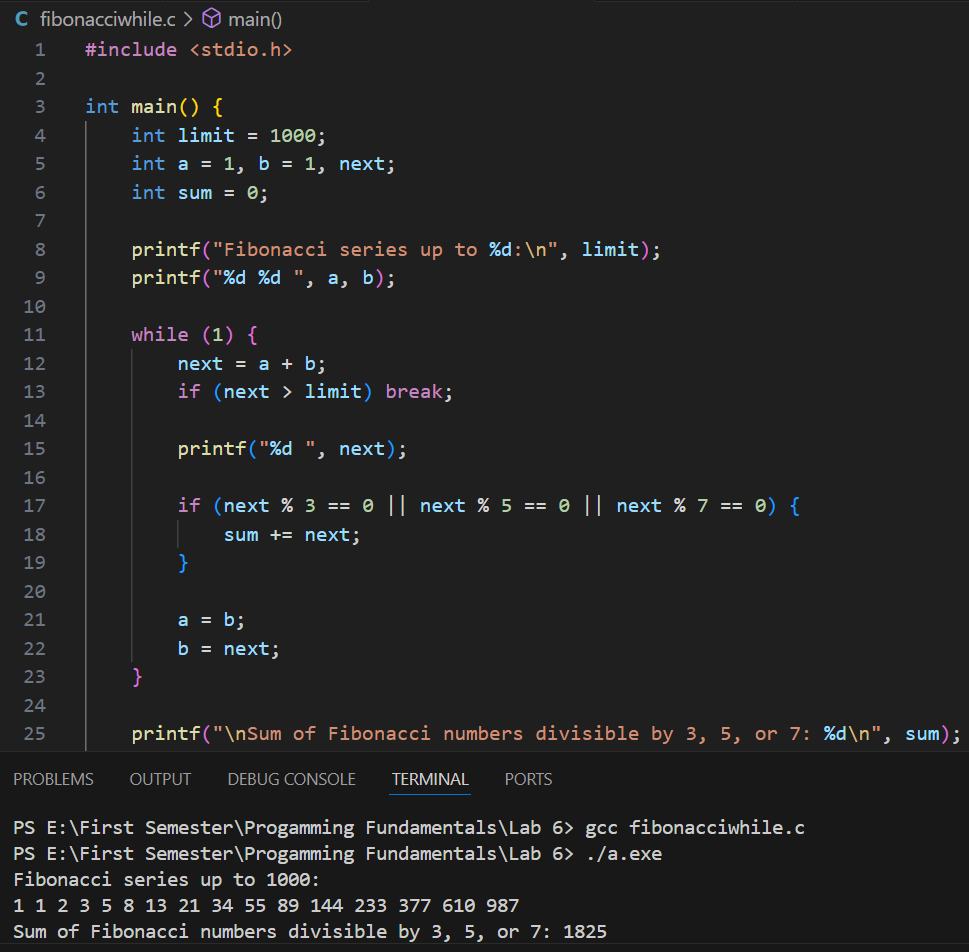 C fibonacciwhile.c > main()
1 #include <stdio.h>
2
3 int main() {
4     int limit = 1000;
5     int a = 1, b = 1, next;
6     int sum = 0;
7
8     printf("Fibonacci series up to %d:\n", limit);
9     printf("%d %d ", a, b);
10
11     while (1) {
12         next = a + b;
13         if (next > limit) break;
14
15         printf("%d ", next);
16
17         if (next % 3 == 0 || next % 5 == 0 || next % 7 == 0) {
18             sum += next;
19         }
20
21         a = b;
22         b = next;
23     }
24
25     printf("\nSum of Fibonacci numbers divisible by 3, 5, or 7: %d\n", sum);
PROBLEMS OUTPUT DEBUG CONSOLE TERMINAL PORTS
PS E:\First Semester\Progamming Fundamentals\Lab 6> gcc fibonacciwhile.c
PS E:\First Semester\Progamming Fundamentals\Lab 6> ./a.exe
Fibonacci series up to 1000:
1 1 2 3 5 8 13 21 34 55 89 144 233 377 610 987
Sum of Fibonacci numbers divisible by 3, 5, or 7: 1825